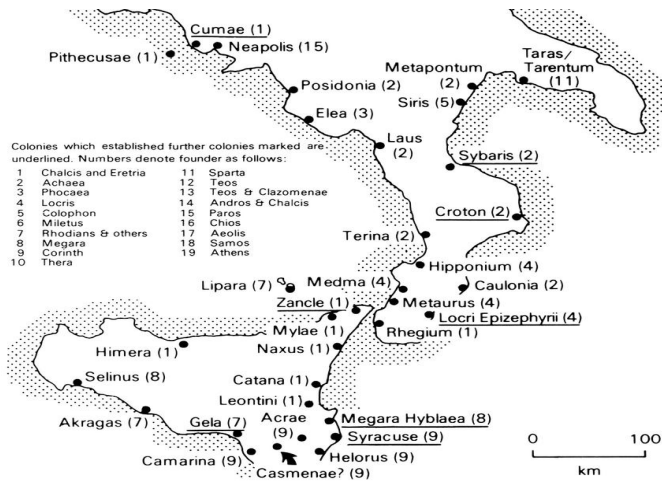 Cumae (1)
Neapolis (15)
Pithecusae (1)
Taras/
Tarentum
(11)
Metapontum
(2)
Posidonia (2)
Siris (5)
Elea (3)
Laus
(2)
Sybaris (2)
Colonies which established further colonies marked are
underlined. Numbers denote founder as follows:
1 Chalcis and Eretria
2 Achaea
3 Phocaea
4 Locris
5 Colophon
6 Miletus
7 Rhodians & others
8 Megara
9 Corinth
10 Thera
11 Sparta
12 Teos
13 Teos & Clazomenae
14 Andros & Chalcis
15 Paros
16 Chios
17 Aeolis
18 Samos
19 Athens
Croton (2)
Terina (2)
Hipponium (4)
Lipara (7)
Medma (4)
Caulonia (2)
Zancle (1)
Metaurus (4)
Locri Epizephyrii (4)
Mylae (1)
Rhegium (1)
Himera (1)
Naxus (1)
Selinus (8)
Catana (1)
Leontini (1)
Akragas (7)
Gela (7)
Acrae
(9)
Megara Hyblaea (8)
Syracuse (9)
Camarina (9)
Helorus (9)
Casmenae? (9)
0 100
km